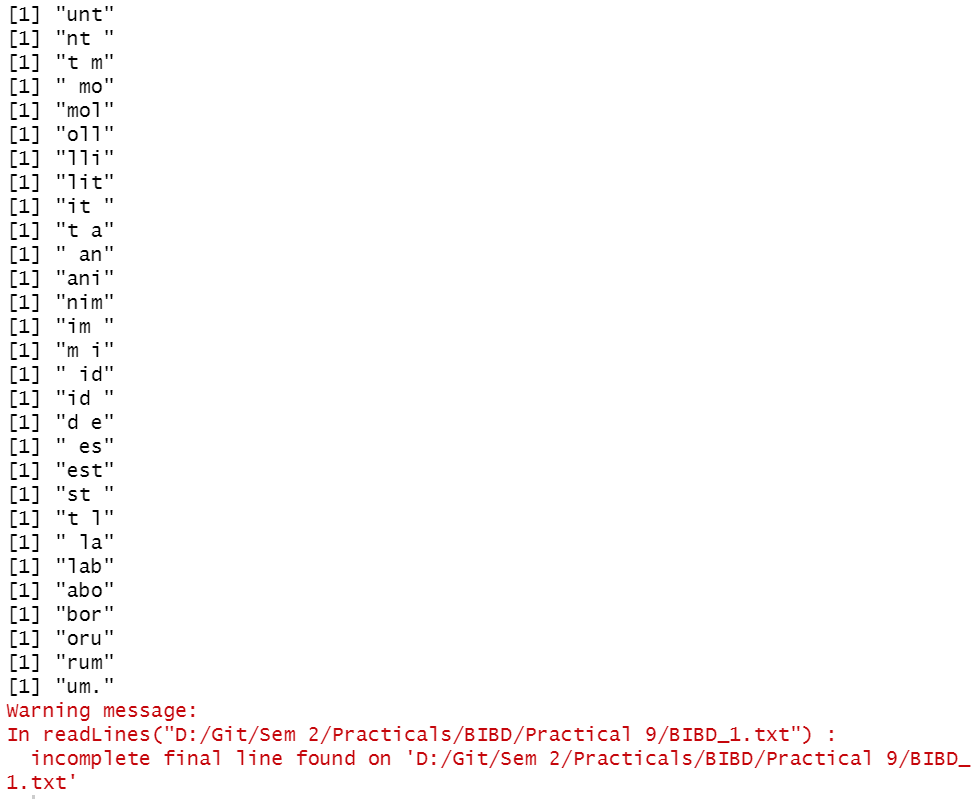 [1] "unt"
[1] "nt "
[1] "t m"
[1] " mo"
[1] "mol"
[1] "oll"
[1] "lli"
[1] "lit"
[1] "it "
[1] "t a"
[1] " an"
[1] "ani"
[1] "nim"
[1] "im "
[1] "m i"
[1] " id"
[1] "id "
[1] "d e"
[1] " es"
[1] "est"
[1] "st "
[1] "t l"
[1] " la"
[1] "lab"
[1] "abo"
[1] "bor"
[1] "oru"
[1] "rum"
[1] "um."
Warning message:
In readLines("D:/Git/Sem 2/Practicals/BIBD/Practical 9/BIBD_1.txt") :
  incomplete final line found on 'D:/Git/Sem 2/Practicals/BIBD/Practical 9/BIBD_
1.txt'